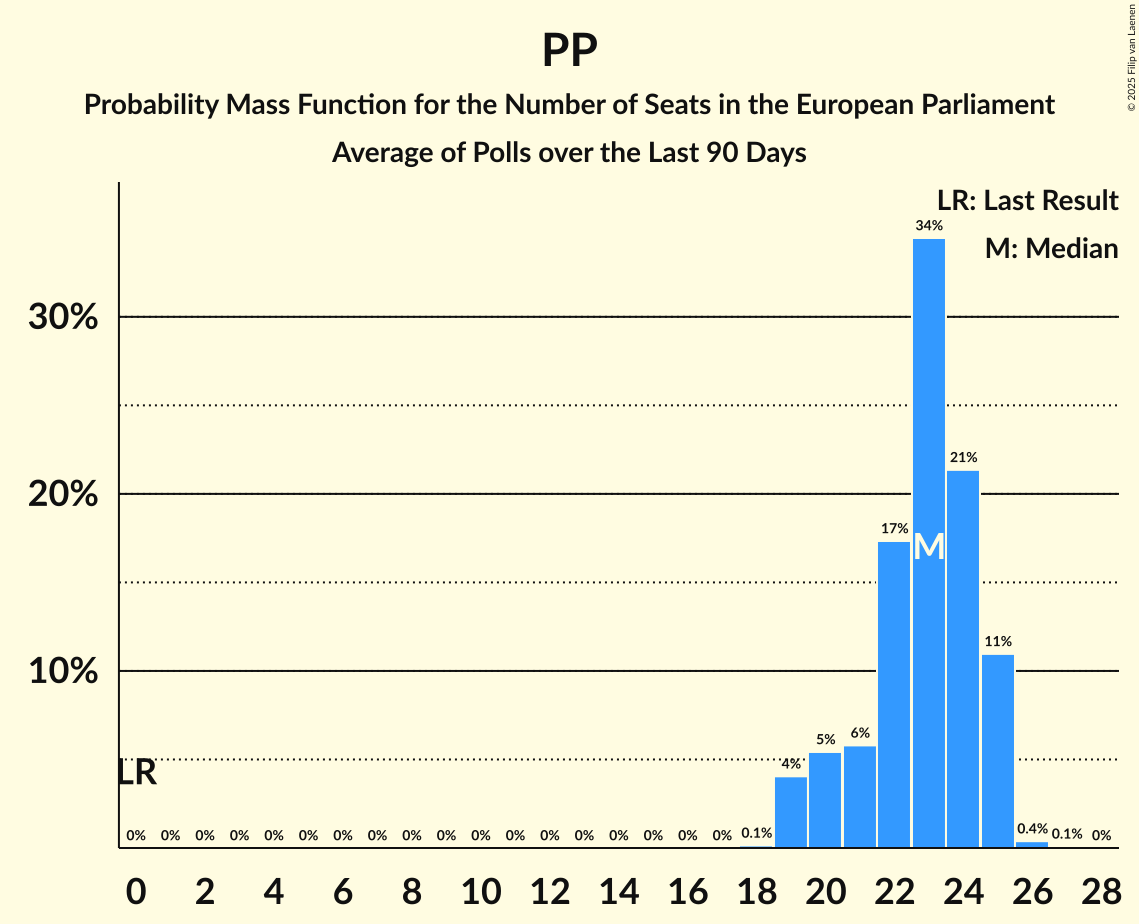 PP
Probability Mass Function for the Number of Seats in the European Parliament
Average of Polls over the Last 90 Days
© 2025 Filip van Laenen
LR: Last Result
M: Median
34%
30%
21%
20%
17%
M
11%
10%
6%
5%
4%
LR
0% 0% 0% 0% 0% 0% 0% 0% 0% 0% 0% 0% 0% 0% 0% 0% 0% 0% 0.1% 0.4% 0.1% 0%
0 2 4 6 8 10 12 14 16 18 20 22 24 26 28